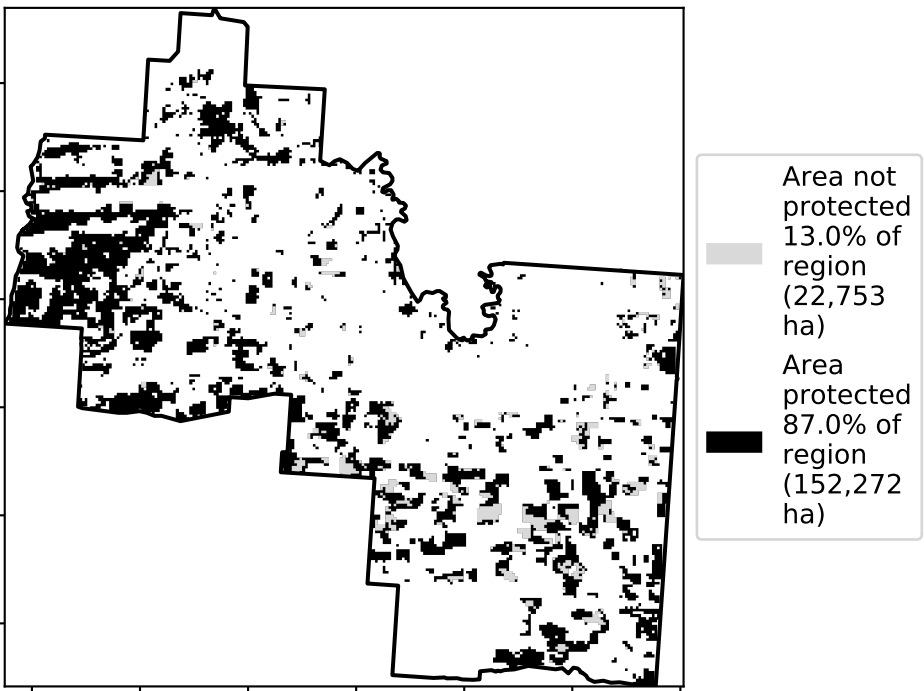 Area not
protected
13.0% of
region
(22,753
ha)
Area
protected
87.0% of
region
(152,272
ha)